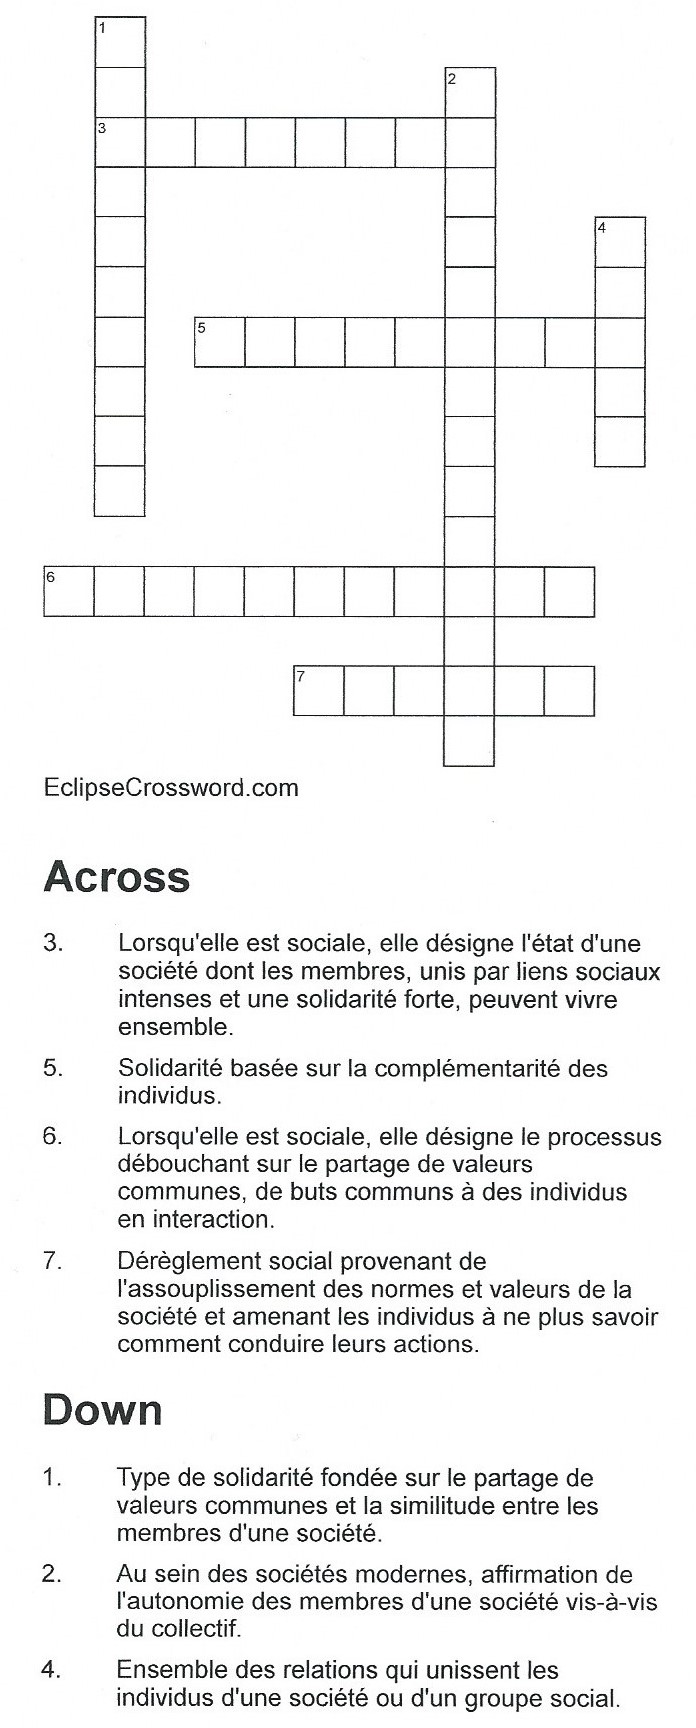 1
2
3
4
5
6
7
EclipseCrossword.com
Across
3. Lorsqu'elle est sociale, elle désigne l'état d'une
société dont les membres, unis par liens sociaux
intenses et une solidarité forte, peuvent vivre
ensemble.
5. Solidarité basée sur la complémentarité des
individus.
6. Lorsqu'elle est sociale, elle désigne le processus
débouchant sur le partage de valeurs
communes, de buts communs à des individus
en interaction.
7. Dérèglement social provenant de
l'assouplissement des normes et valeurs de la
société et amenant les individus à ne plus savoir
comment conduire leurs actions.
Down
1. Type de solidarité fondée sur le partage de
valeurs communes et la similitude entre les
membres d'une société.
2. Au sein des sociétés modernes, affirmation de
l'autonomie des membres d'une société vis-à-vis
du collectif.
4. Ensemble des relations qui unissent les
individus d'une société ou d'un groupe social.